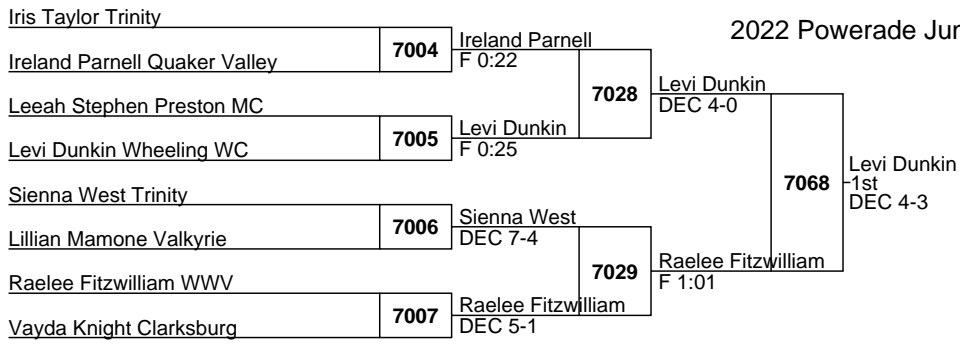 2022 Powerade Jun
Iris Taylor Trinity
7004
Ireland Parnell
F 0:22
Ireland Parnell Quaker Valley
7028
Levi Dunkin
DEC 4-0
Leeah Stephen Preston MC
7005
Levi Dunkin
F 0:25
Levi Dunkin Wheeling WC
7068
Levi Dunkin
1st
DEC 4-3
Sienna West Trinity
7006
Sienna West
DEC 7-4
Lillian Mamone Valkyrie
7029
Raelee Fitzwilliam
F 1:01
Raelee Fitzwilliam WWV
7007
Raelee Fitzwilliam
DEC 5-1
Vayda Knight Clarksburg